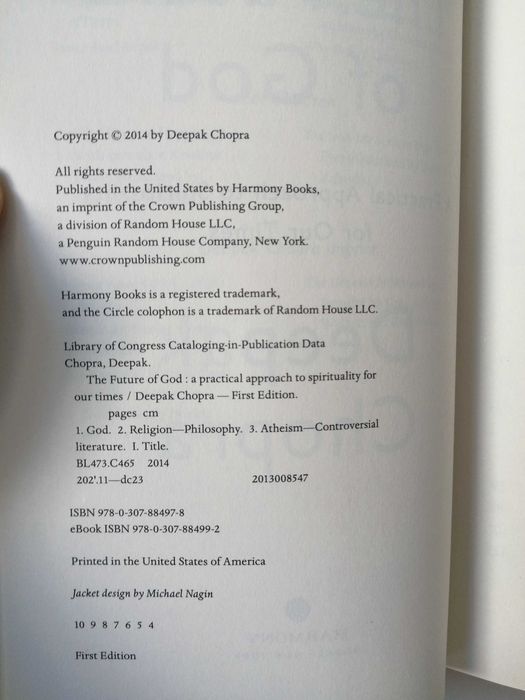 Copyright © 2014 by Deepak Chopra
All rights reserved.
Published in the United States by Harmony Books,
an imprint of the Crown Publishing Group,
a division of Random House LLC,
a Penguin Random House Company, New York.
www.crownpublishing.com
Harmony Books is a registered trademark,
and the Circle colophon is a trademark of Random House LLC.
Library of Congress Cataloging-in-Publication Data
Chopra, Deepak.
The Future of God : a practical approach to spirituality for
our times / Deepak Chopra — First Edition.
pages cm
1. God. 2. Religion—Philosophy. 3. Atheism—Controversial
literature. I. Title.
BL473.C465 2014
202'.11—dc23 2013008547
ISBN 978-0-307-88497-8
eBook ISBN 978-0-307-88499-2
Printed in the United States of America
Jacket design by Michael Nagin
10 9 8 7 6 5 4
First Edition